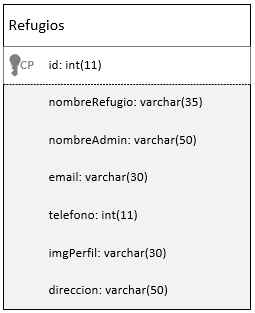 Refugios
CP id: int(11)
nombreRefugio: varchar(35)
nombreAdmin: varchar(50)
email: varchar(30)
telefono: int(11)
imgPerfil: varchar(30)
direccion: varchar(50)